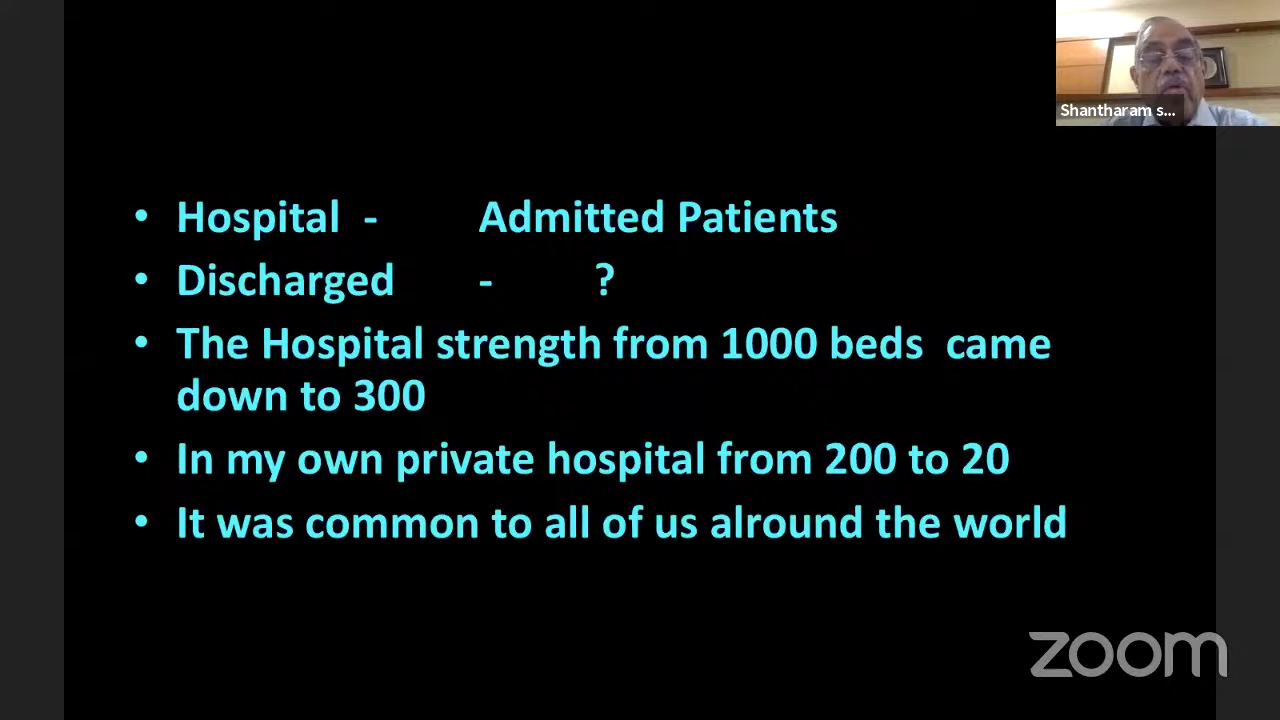 Shantharam s...
• Hospital - Admitted Patients
• Discharged - ?
• The Hospital strength from 1000 beds came
down to 300
• In my own private hospital from 200 to 20
• It was common to all of us alround the world
zoom